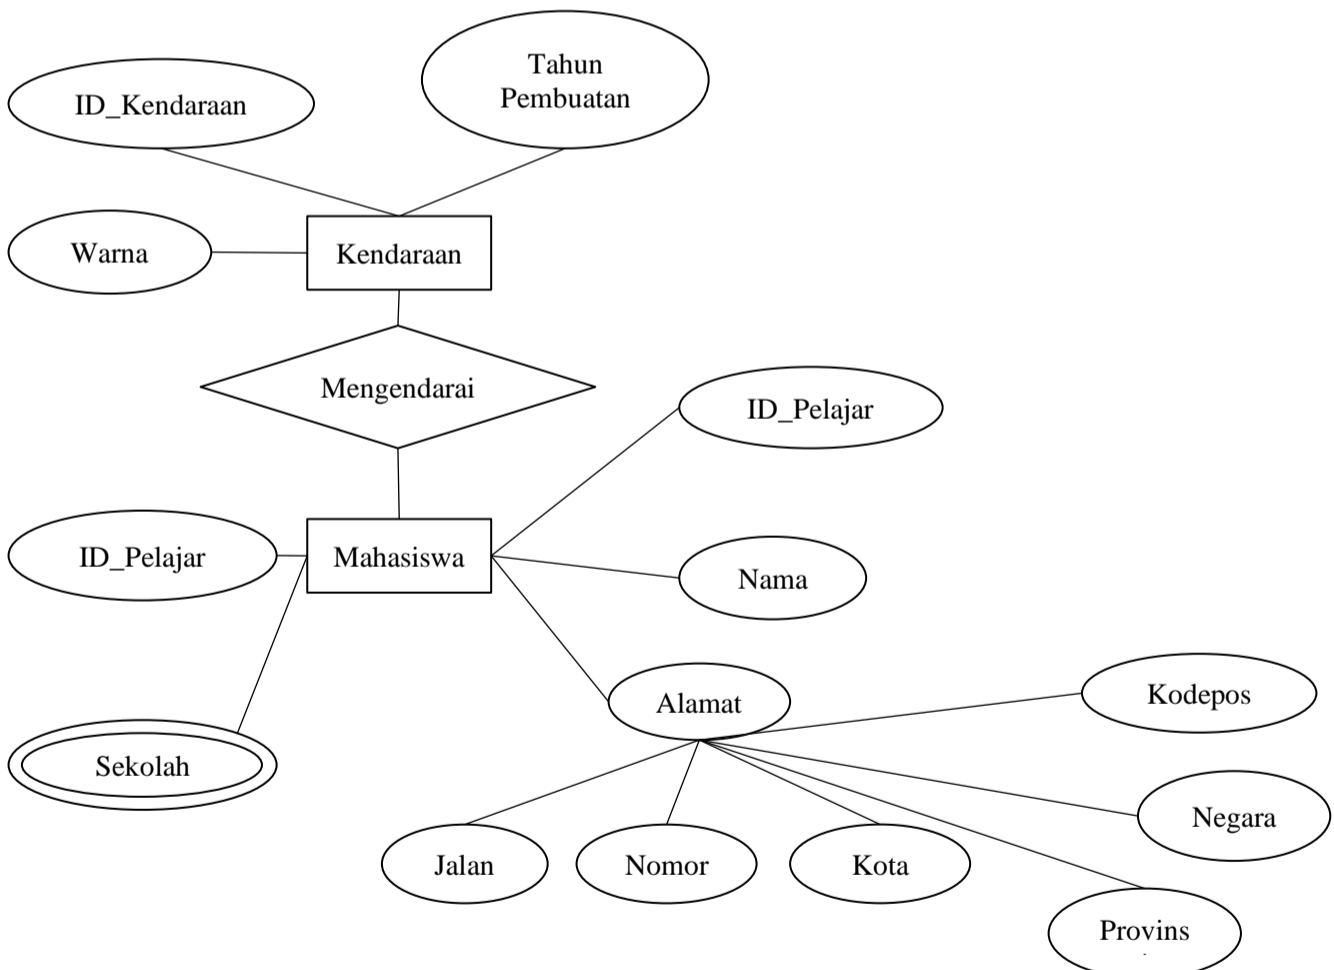 Tahun
Pembuatan
ID_Kendaraan
Warna
Kendaraan
Mengendarai
ID_Pelajar
ID_Pelajar
Mahasiswa
Nama
Alamat
Kodepos
Sekolah
Negara
Jalan
Nomor
Kota
Provins